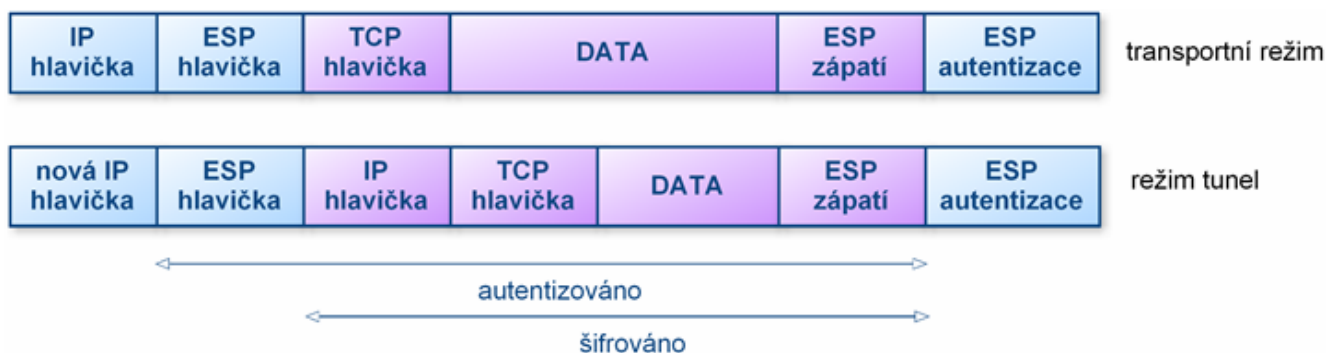 IP hlavička
ESP hlavička
TCP hlavička
DATA
ESP zápatí
ESP autentizace
transportní režim
nová IP hlavička
ESP hlavička
IP hlavička
TCP hlavička
DATA
ESP zápatí
ESP autentizace
režim tunel
autentizováno
šifrováno